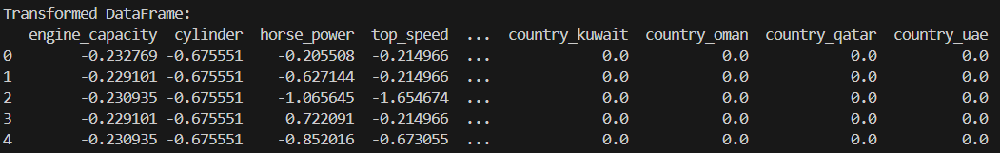 Transformed DataFrame:
engine_capacity cylinder horse_power top_speed ... country_kuwait country_oman country_qatar country_uae
0 -0.232769 -0.675551 -0.205508 -0.214966 ... 0.0 0.0 0.0 0.0
1 -0.229101 -0.675551 -0.627144 -0.214966 ... 0.0 0.0 0.0 0.0
2 -0.230935 -0.675551 -1.065645 -1.654674 ... 0.0 0.0 0.0 0.0
3 -0.229101 -0.675551 0.722091 -0.214966 ... 0.0 0.0 0.0 0.0
4 -0.230935 -0.675551 -0.852016 -0.673055 ... 0.0 0.0 0.0 0.0